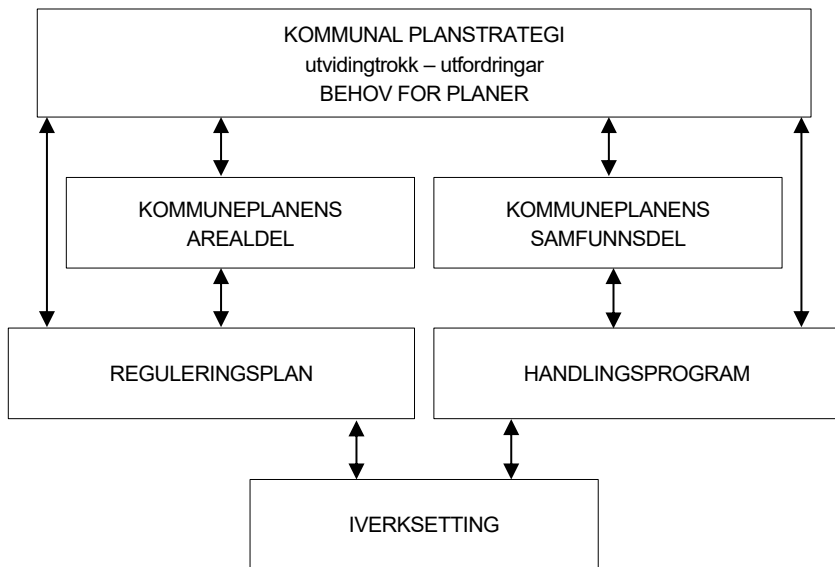 KOMMUNAL PLANSTRATEGI
utvidingtrokk – utfordringar
BEHOV FOR PLANER
KOMMUNEPLANENS
AREALDEL
KOMMUNEPLANENS
SAMFUNNSDEL
REGULERINGSPLAN
HANDLINGSPROGRAM
IVERKSETTING